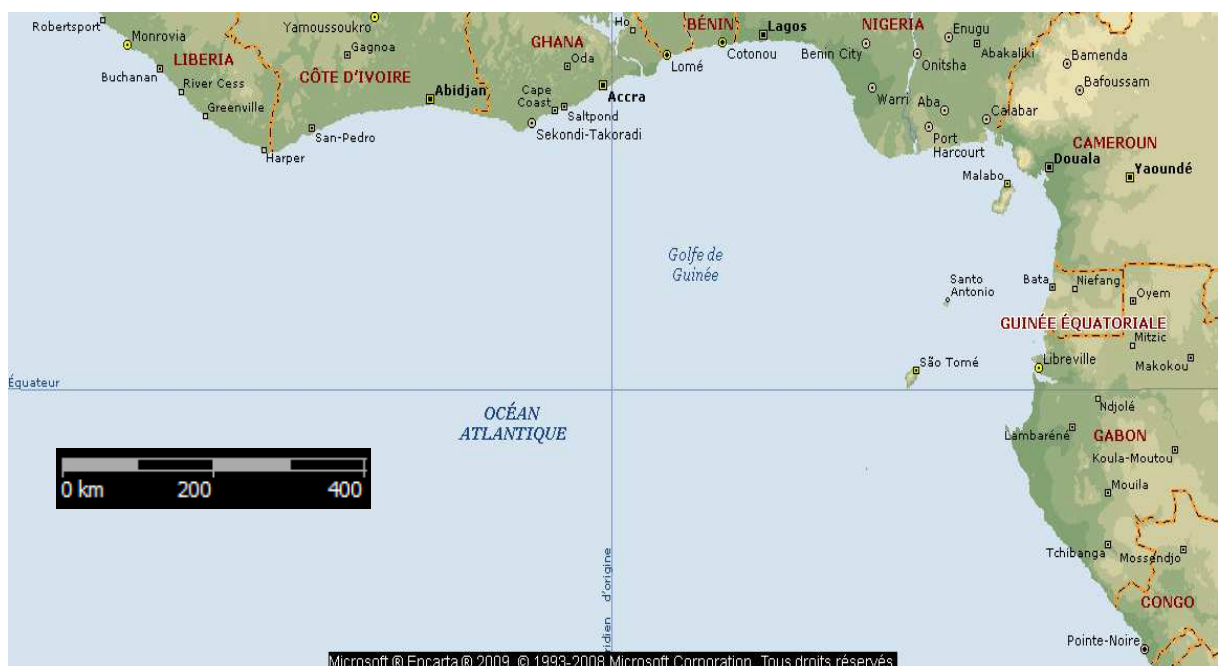 Robertsport
Monrovia
LIBERIA
Buchanan
River Cess
Greenville
Harper
Yamoussoukro
Gagnoa
CÔTE D'IVOIRE
Abidjan
San-Pedro
GHANA
Oda
Cape
Coast
Accra
Saltpond
Sekondi-Takoradi
Ho
Lomé
BÉNIN
Cotonou
Lagos
NIGERIA
Benin City
Enugu
Onitsha
Abakaliki
Warri
Aba
Calabar
Port
Harcourt
Bamenda
Bafoussam
CAMEROUN
Douala
Yaoundé
Malabo
Golfe de
Guinée
Santo
Antonio
Bata
Niefang
Oyem
GUINÉE ÉQUATORIALE
Mitzic
Libreville
Makokou
São Tomé
Équateur
OCÉAN
ATLANTIQUE
Ndjolé
Lambaréné
GABON
Koula-Moutou
Mouila
0 km 200 400
Tchibanga
Mossendjo
CONGO
Pointe-Noire
ridien d'origine
Microsoft ® Encarta ® 2009. © 1993-2008 Microsoft Corporation. Tous droits réservés.